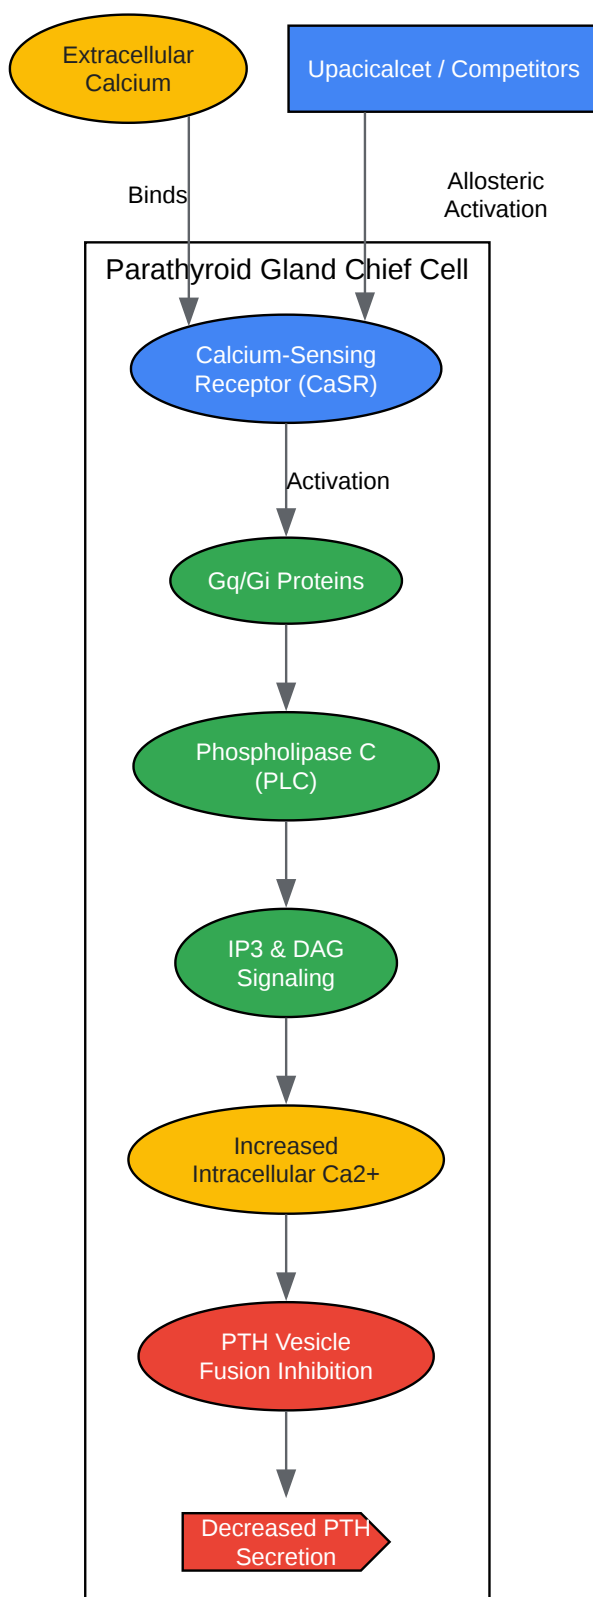 Extracellular
Calcium
Upacicalcet / Competitors
Binds
Allosteric
Activation
Parathyroid Gland Chief Cell
Calcium-Sensing
Receptor (CaSR)
Activation
Gq/Gi Proteins
Phospholipase C
(PLC)
IP3 & DAG
Signaling
Increased
Intracellular Ca2+
PTH Vesicle
Fusion Inhibition
Decreased PTH
Secretion